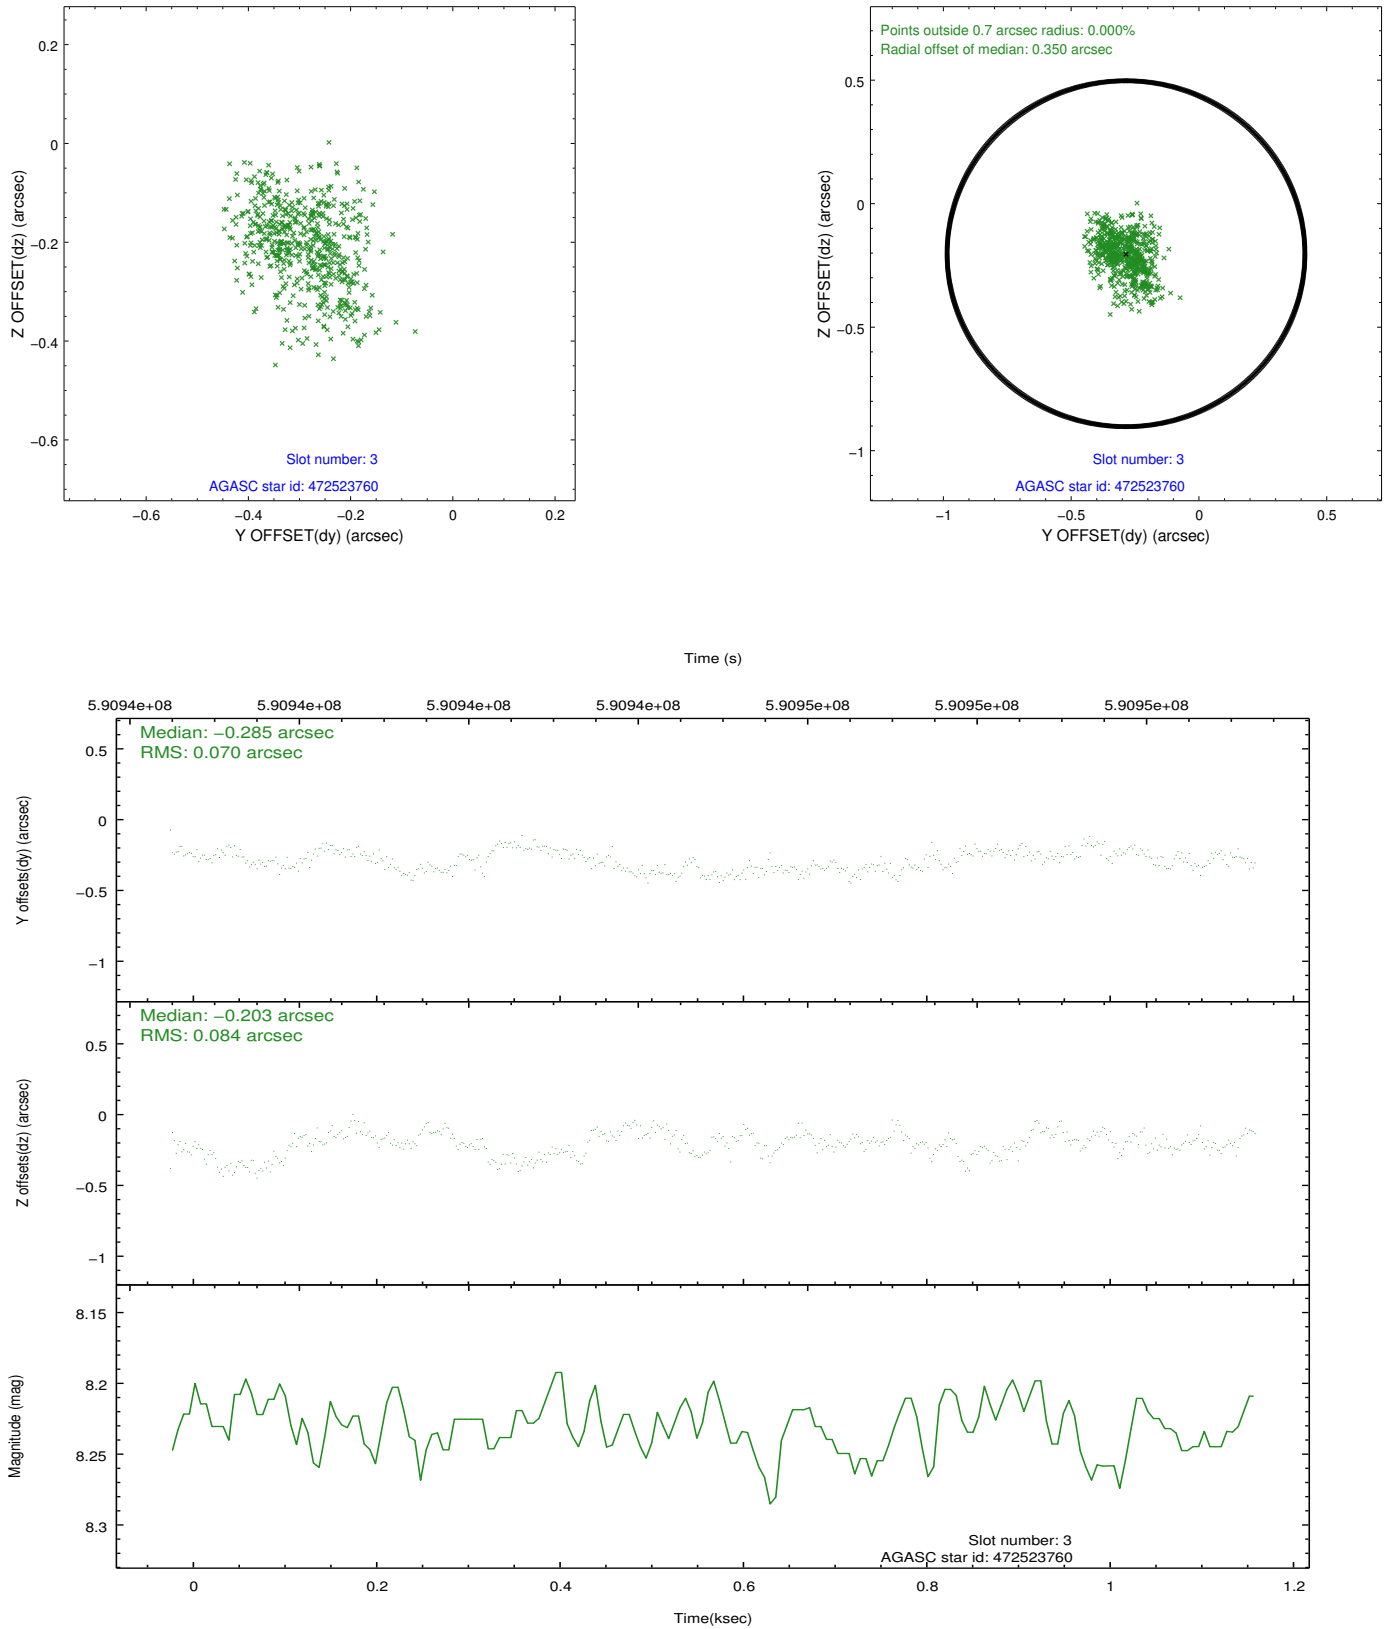 0.2
0
−0.2
−0.4
−0.6
Z OFFSET(dz) (arcsec)
Slot number: 3
AGASC star id: 472523760
−0.6 −0.4 −0.2 0 0.2
Y OFFSET(dy) (arcsec)
Points outside 0.7 arcsec radius: 0.000%
Radial offset of median: 0.350 arcsec
0.5
0
−0.5
−1
Z OFFSET(dz) (arcsec)
Slot number: 3
AGASC star id: 472523760
−1 −0.5 0 0.5
Y OFFSET(dy) (arcsec)
Time (s)
5.9094e+08 5.9094e+08 5.9094e+08 5.9094e+08 5.9095e+08 5.9095e+08 5.9095e+08
Median: −0.285 arcsec
RMS: 0.070 arcsec
0.5
0
−0.5
−1
Y offsets(dy) (arcsec)
Median: −0.203 arcsec
RMS: 0.084 arcsec
0.5
0
−0.5
−1
Z offsets(dz) (arcsec)
8.15
8.2
8.25
8.3
Magnitude (mag)
Slot number: 3
AGASC star id: 472523760
0 0.2 0.4 0.6 0.8 1 1.2
Time(ksec)